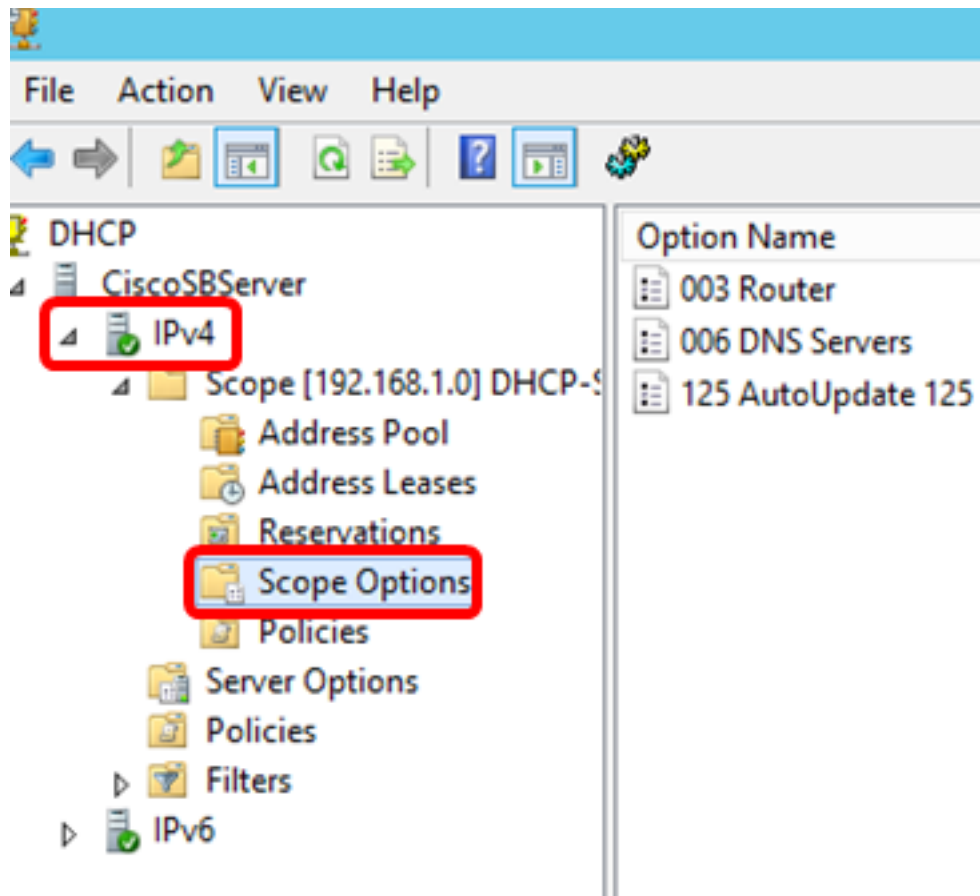 File Action View Help
DHCP
CiscoSBServer
IPv4
Scope [192.168.1.0] DHCP-S
Address Pool
Address Leases
Reservations
Scope Options
Policies
Server Options
Policies
Filters
IPv6
Option Name
003 Router
006 DNS Servers
125 AutoUpdate 125